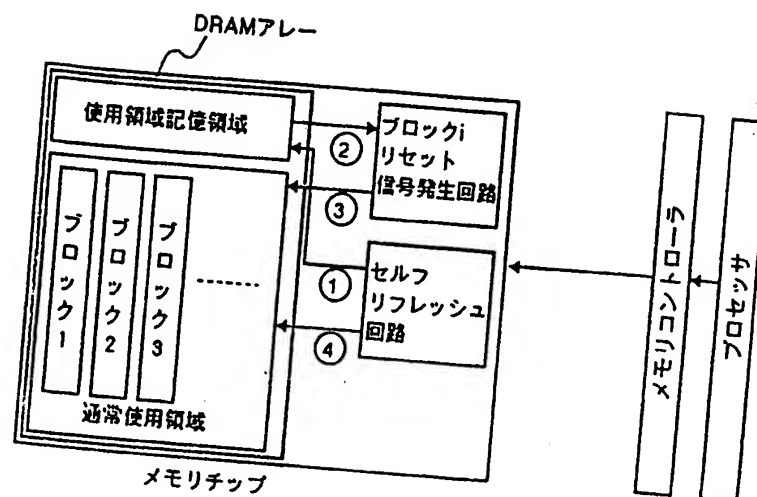 DRAMアレー
使用領域記憶領域
②
ブロックi
リセット
信号発生回路
③
ブロック1
ブロック2
ブロック3
①
セルフ
リフレッシュ
回路
④
通常使用領域
メモリチップ
メモリコントローラ
プロセッサ